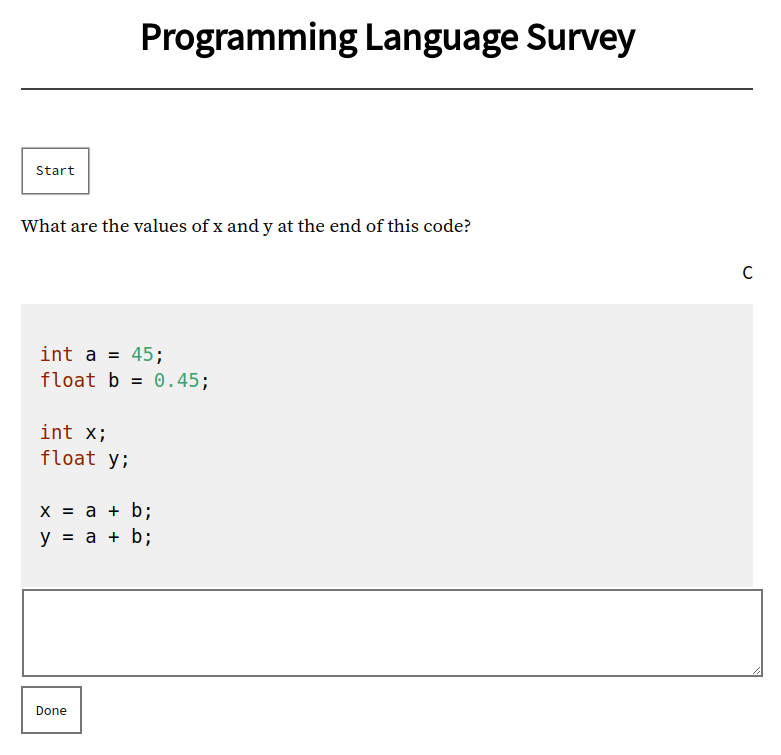 Programming Language Survey
Start
What are the values of x and y at the end of this code?
C
int a = 45;
float b = 0.45;
int x;
float y;
x = a + b;
y = a + b;
Done